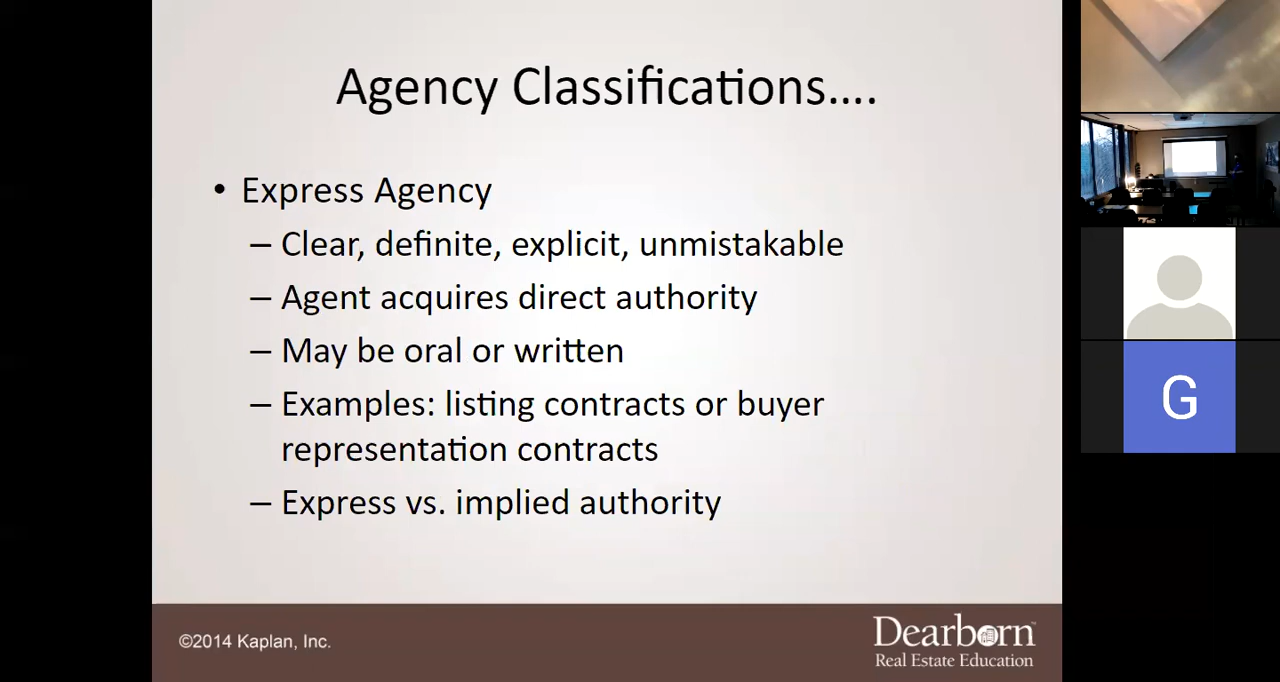 Agency Classifications....
• Express Agency
– Clear, definite, explicit, unmistakable
– Agent acquires direct authority
– May be oral or written
– Examples: listing contracts or buyer
representation contracts
– Express vs. implied authority
©2014 Kaplan, Inc.
Dearborn™
Real Estate Education
G